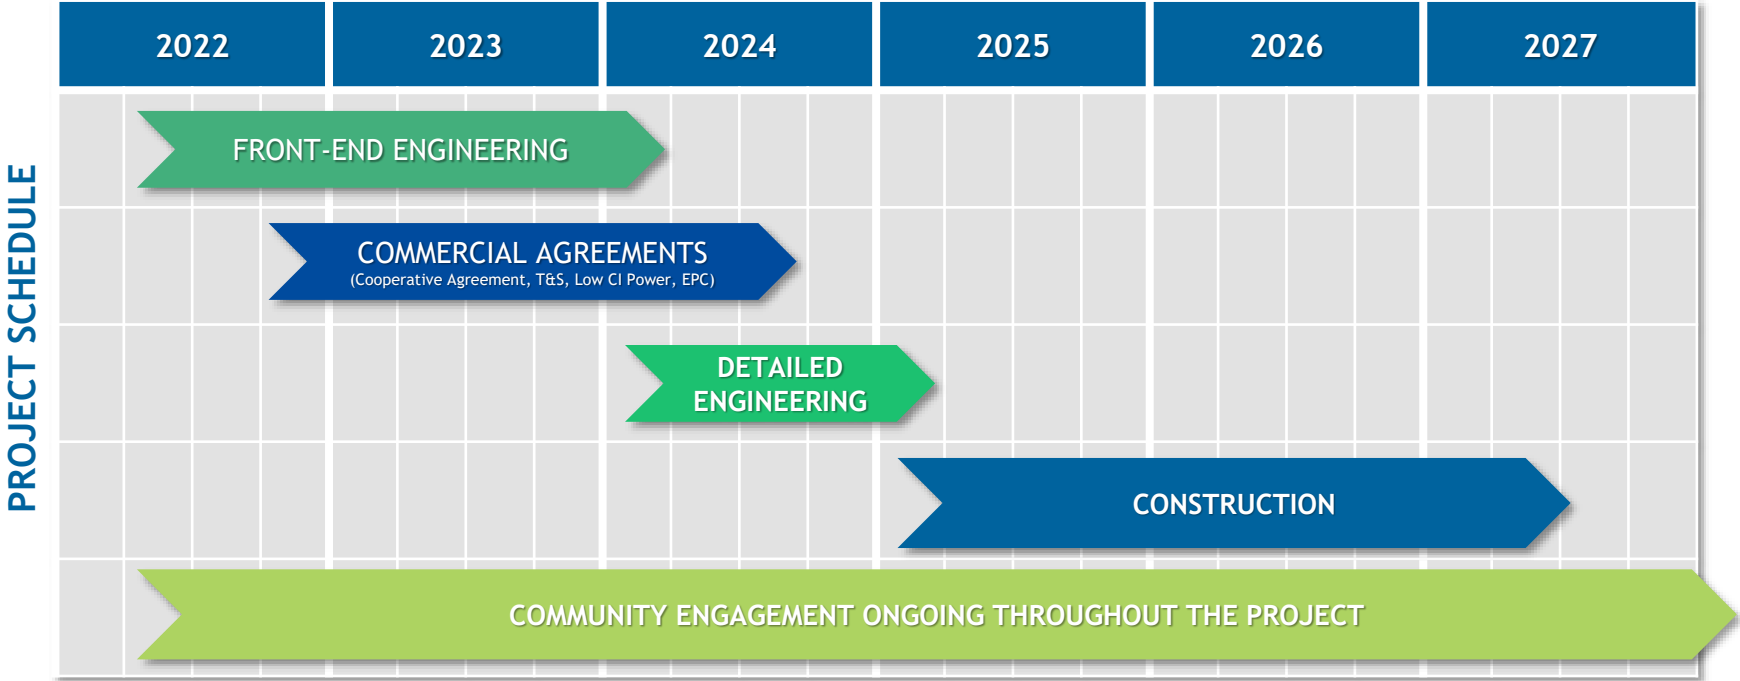 2022 2023 2024 2025 2026 2027
PROJECT SCHEDULE
FRONT-END ENGINEERING
COMMERCIAL AGREEMENTS
(Cooperative Agreement, T&S, Low CI Power, EPC)
DETAILED
ENGINEERING
CONSTRUCTION
COMMUNITY ENGAGEMENT ONGOING THROUGHOUT THE PROJECT